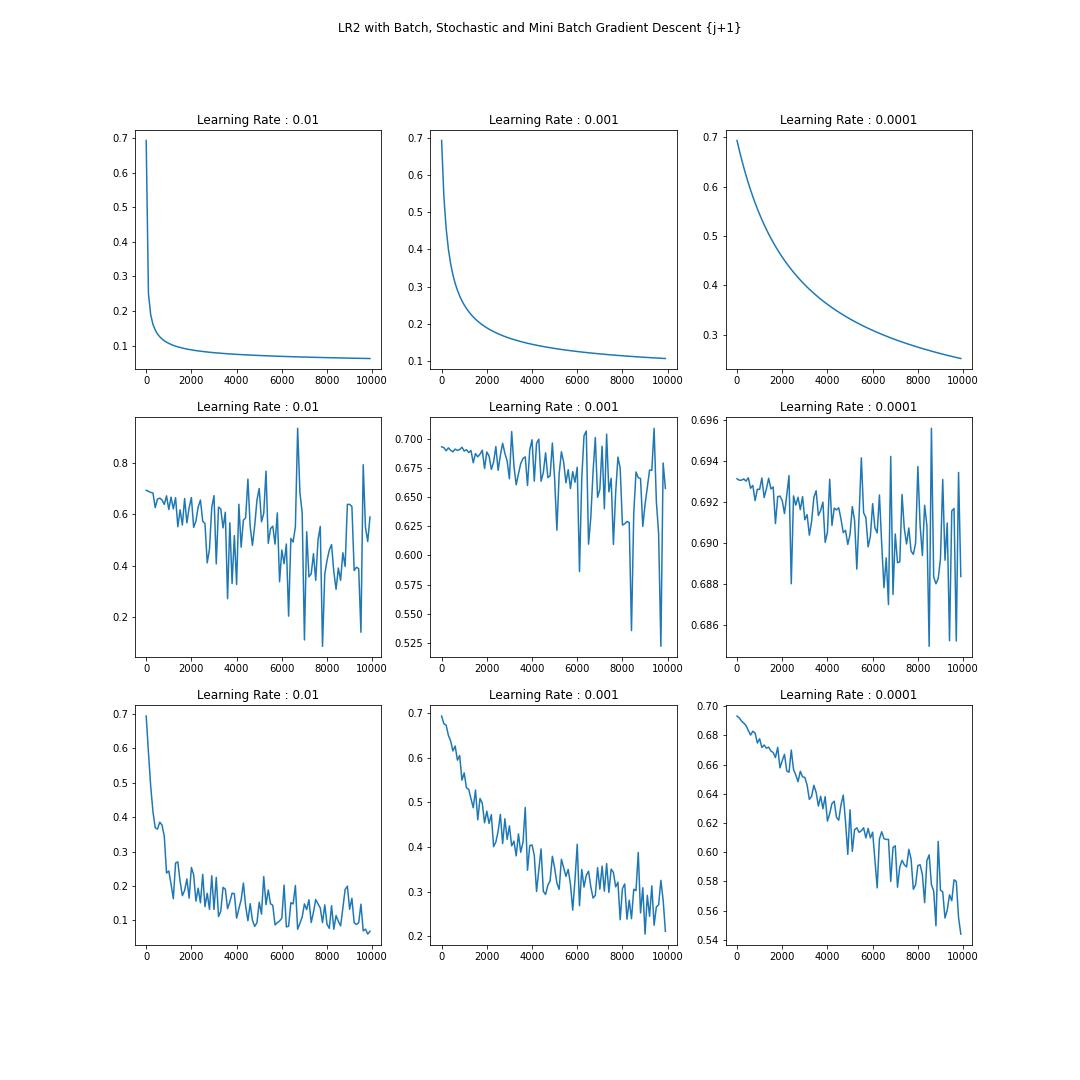 LR2 with Batch, Stochastic and Mini Batch Gradient Descent {j+1}
Learning Rate : 0.01 Learning Rate : 0.001 Learning Rate : 0.0001
0.7 0.7 0.7
0.6 0.6 0.6
0.5 0.5 0.5
0.4 0.4 0.4
0.3 0.3 0.3
0.2 0.2
0.1 0.1
0 2000 4000 6000 8000 10000 0 2000 4000 6000 8000 10000 0 2000 4000 6000 8000 10000
Learning Rate : 0.01 Learning Rate : 0.001 Learning Rate : 0.0001
0.8 0.700 0.696
0.6 0.675 0.694
0.4 0.650 0.692
0.2 0.625 0.690
0.600 0.688
0.575 0.686
0.550
0.525
0 2000 4000 6000 8000 10000 0 2000 4000 6000 8000 10000 0 2000 4000 6000 8000 10000
Learning Rate : 0.01 Learning Rate : 0.001 Learning Rate : 0.0001
0.7 0.7 0.70
0.6 0.6 0.68
0.5 0.5 0.66
0.4 0.4 0.64
0.3 0.3 0.62
0.2 0.2 0.60
0.1 0.58
0.56
0.54
0 2000 4000 6000 8000 10000 0 2000 4000 6000 8000 10000 0 2000 4000 6000 8000 10000